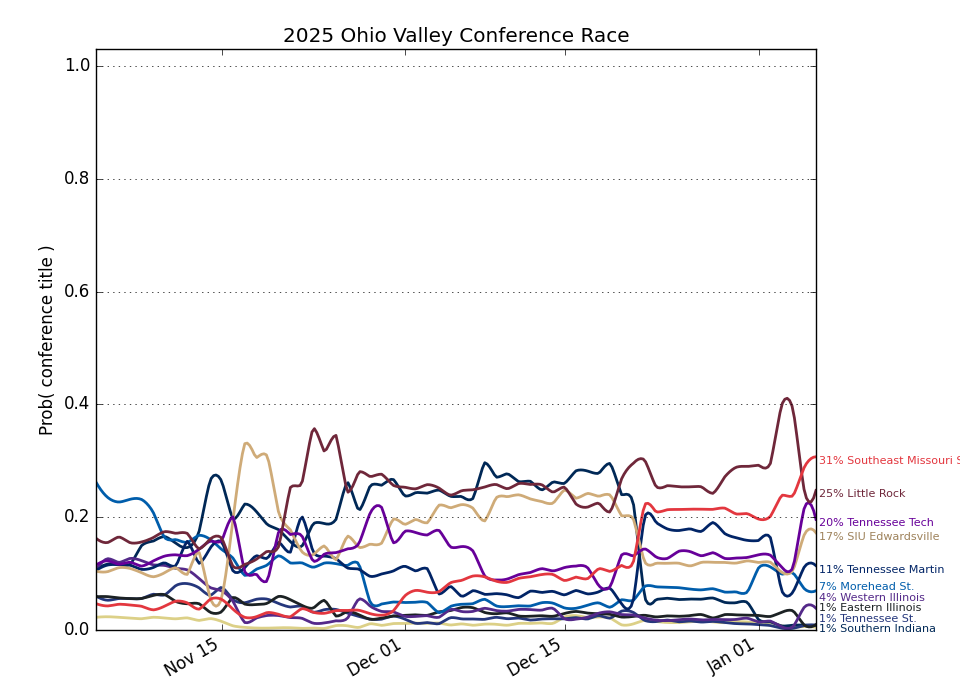 2025 Ohio Valley Conference Race
Prob( conference title )
1.0
0.8
0.6
0.4
0.2
0.0
Nov 15
Dec 01
Dec 15
Jan 01
31% Southeast Missouri S
25% Little Rock
20% Tennessee Tech
17% SIU Edwardsville
11% Tennessee Martin
7% Morehead St.
4% Western Illinois
1% Eastern Illinois
1% Tennessee St.
1% Southern Indiana